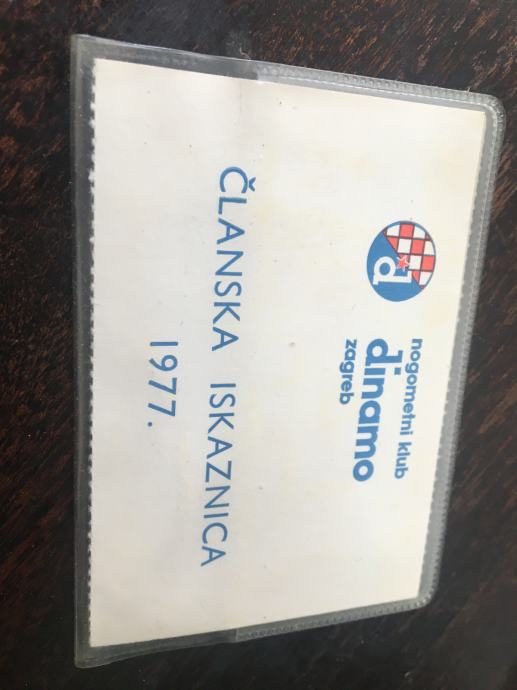 d
nogometni klub
dinamo
zagreb
ČLANSKA ISKAZNICA
1977.